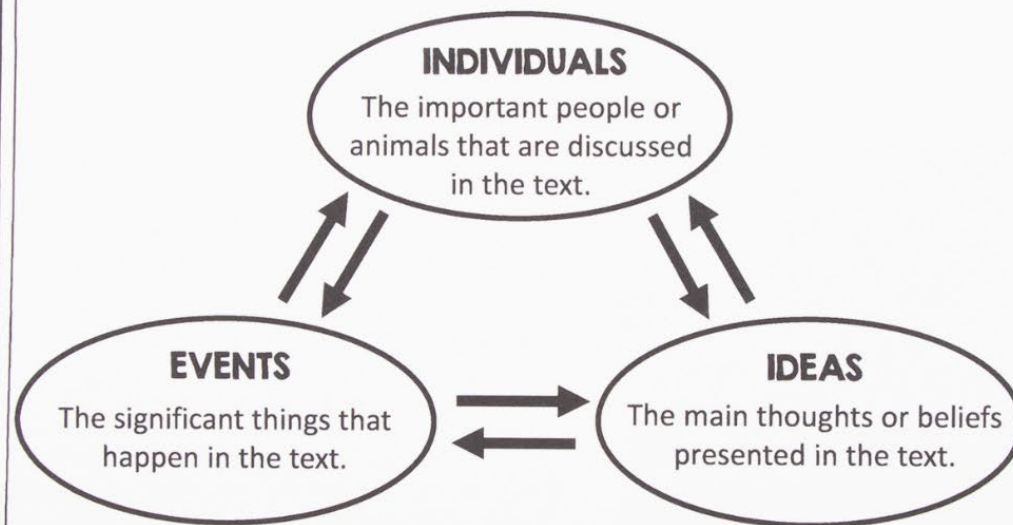 INDIVIDUALS
The important people or
animals that are discussed
in the text.
EVENTS
The significant things that
happen in the text.
IDEAS
The main thoughts or beliefs
presented in the text.